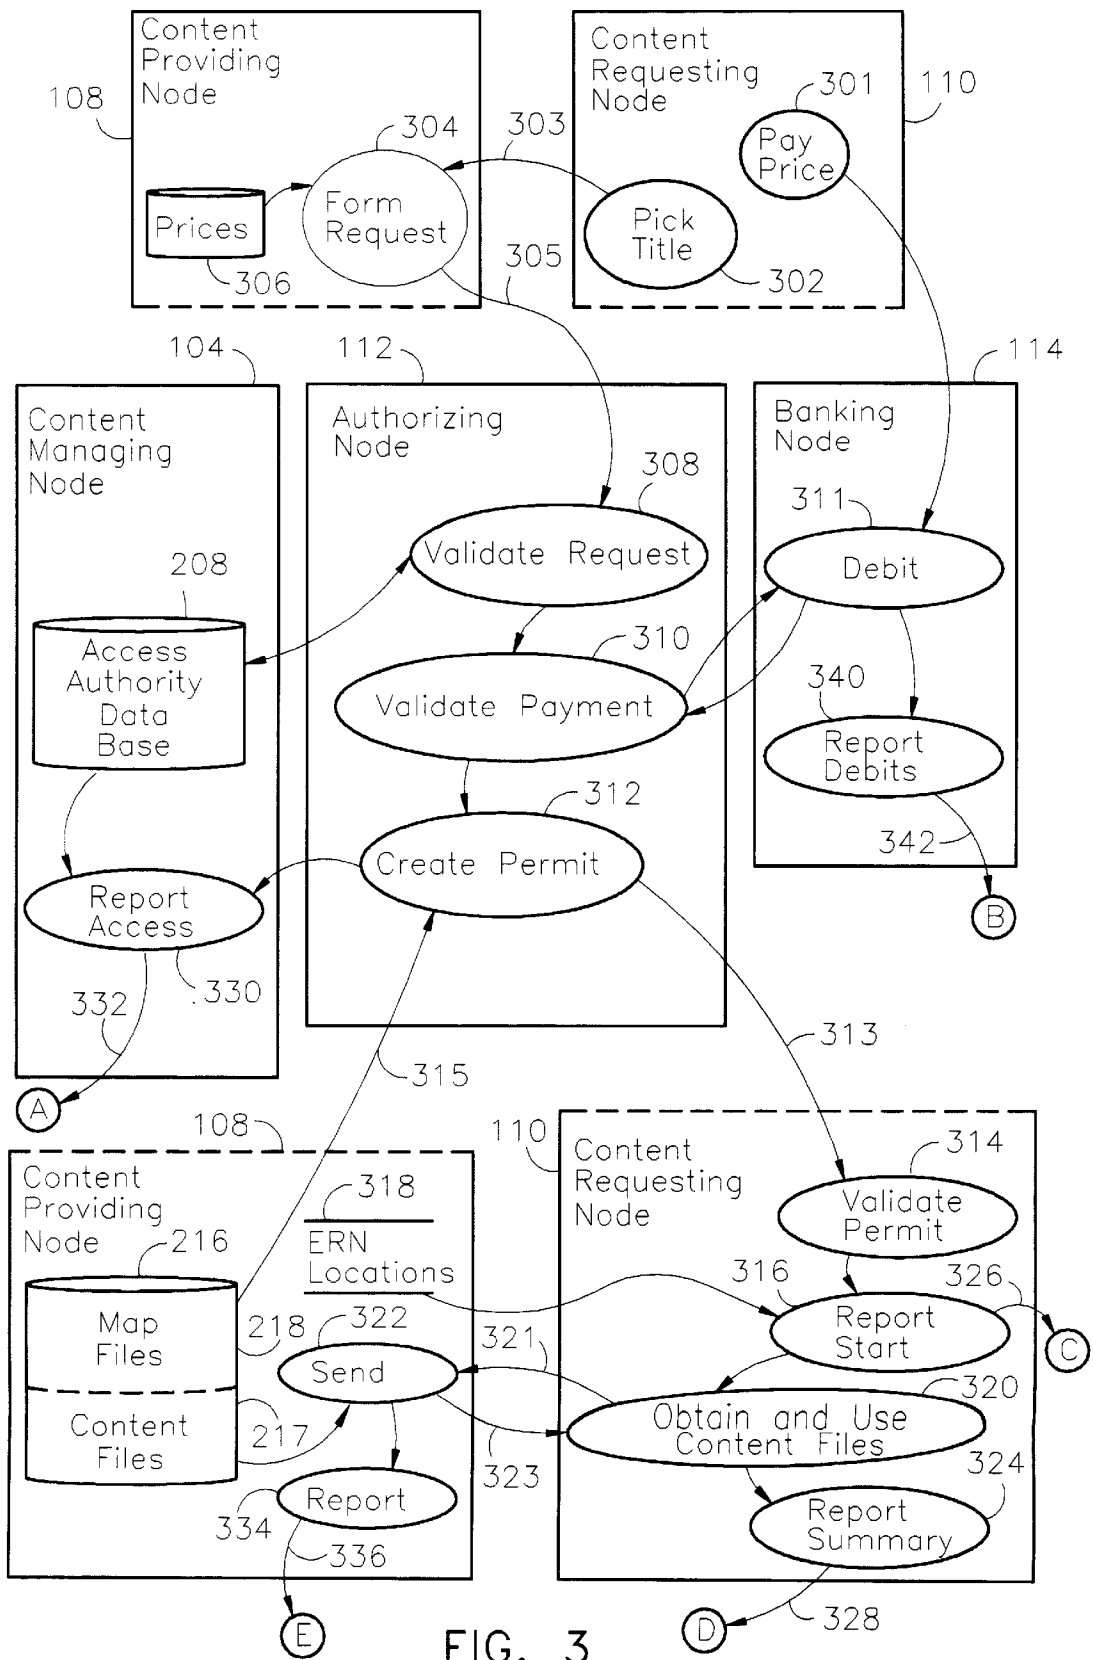 Content
Providing
Node
108
304
Form
Request
Prices
306
303
305
Content
Requesting
Node
301
110
Pay
Price
Pick
Title
302
104
Content
Managing
Node
208
Access
Authority
Data
Base
Report
Access
330
332
A
112
Authorizing
Node
308
Validate Request
310
Validate Payment
312
Create Permit
315
313
114
Banking
Node
311
Debit
340
Report
Debits
342
B
108
Content
Providing
Node
216
Map
Files
218
Content
Files
217
318
ERN
Locations
322
Send
321
323
Report
334
336
E
110
Content
Requesting
Node
314
Validate
Permit
316
Report
Start
326
C
320
Obtain and Use
Content Files
324
Report
Summary
328
D
FIG. 3